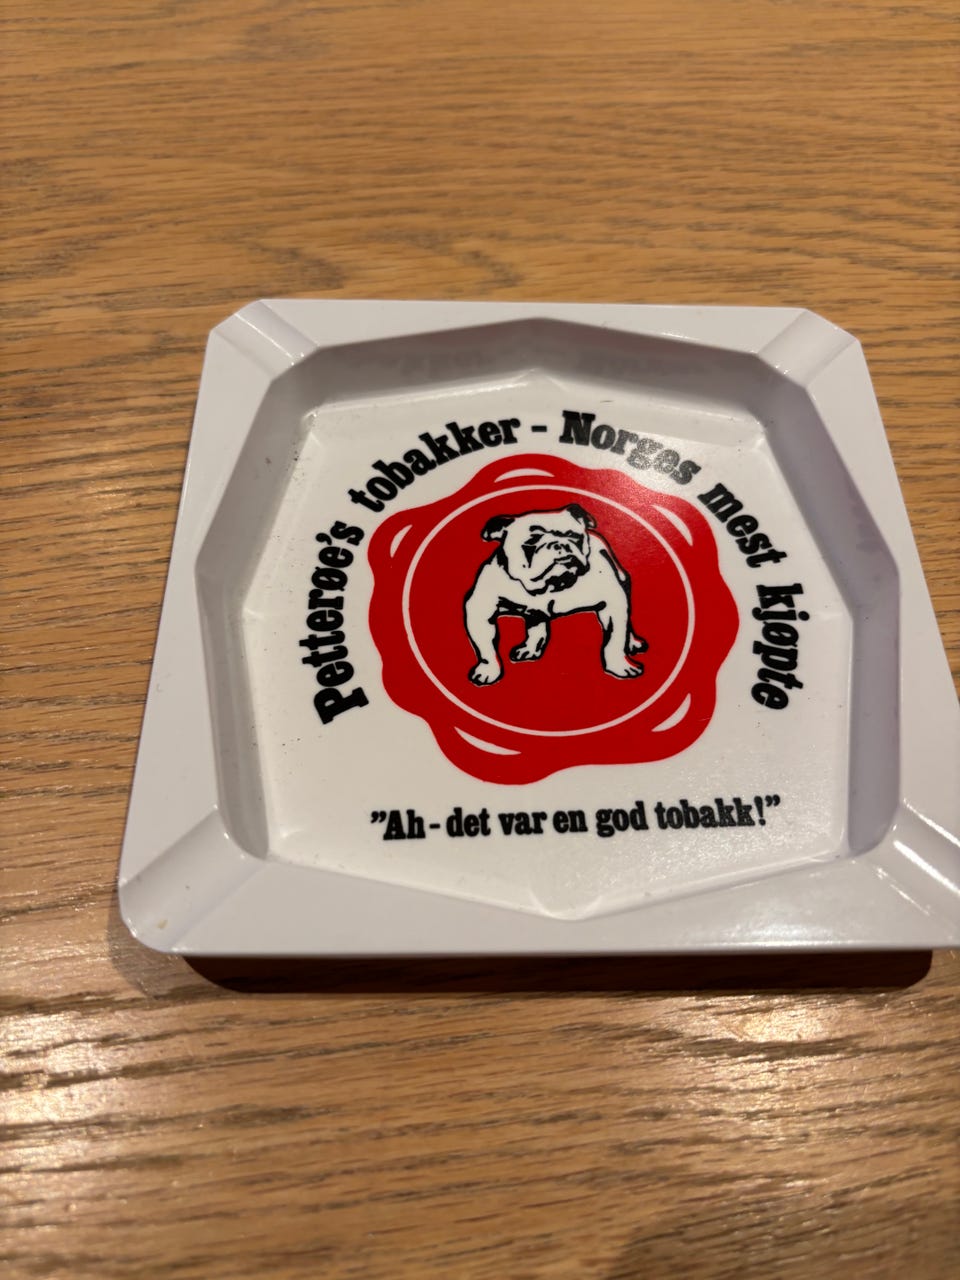 Petterøe's tobakker - Norges mest kjøpte
"Ah - det var en god tobakk!"